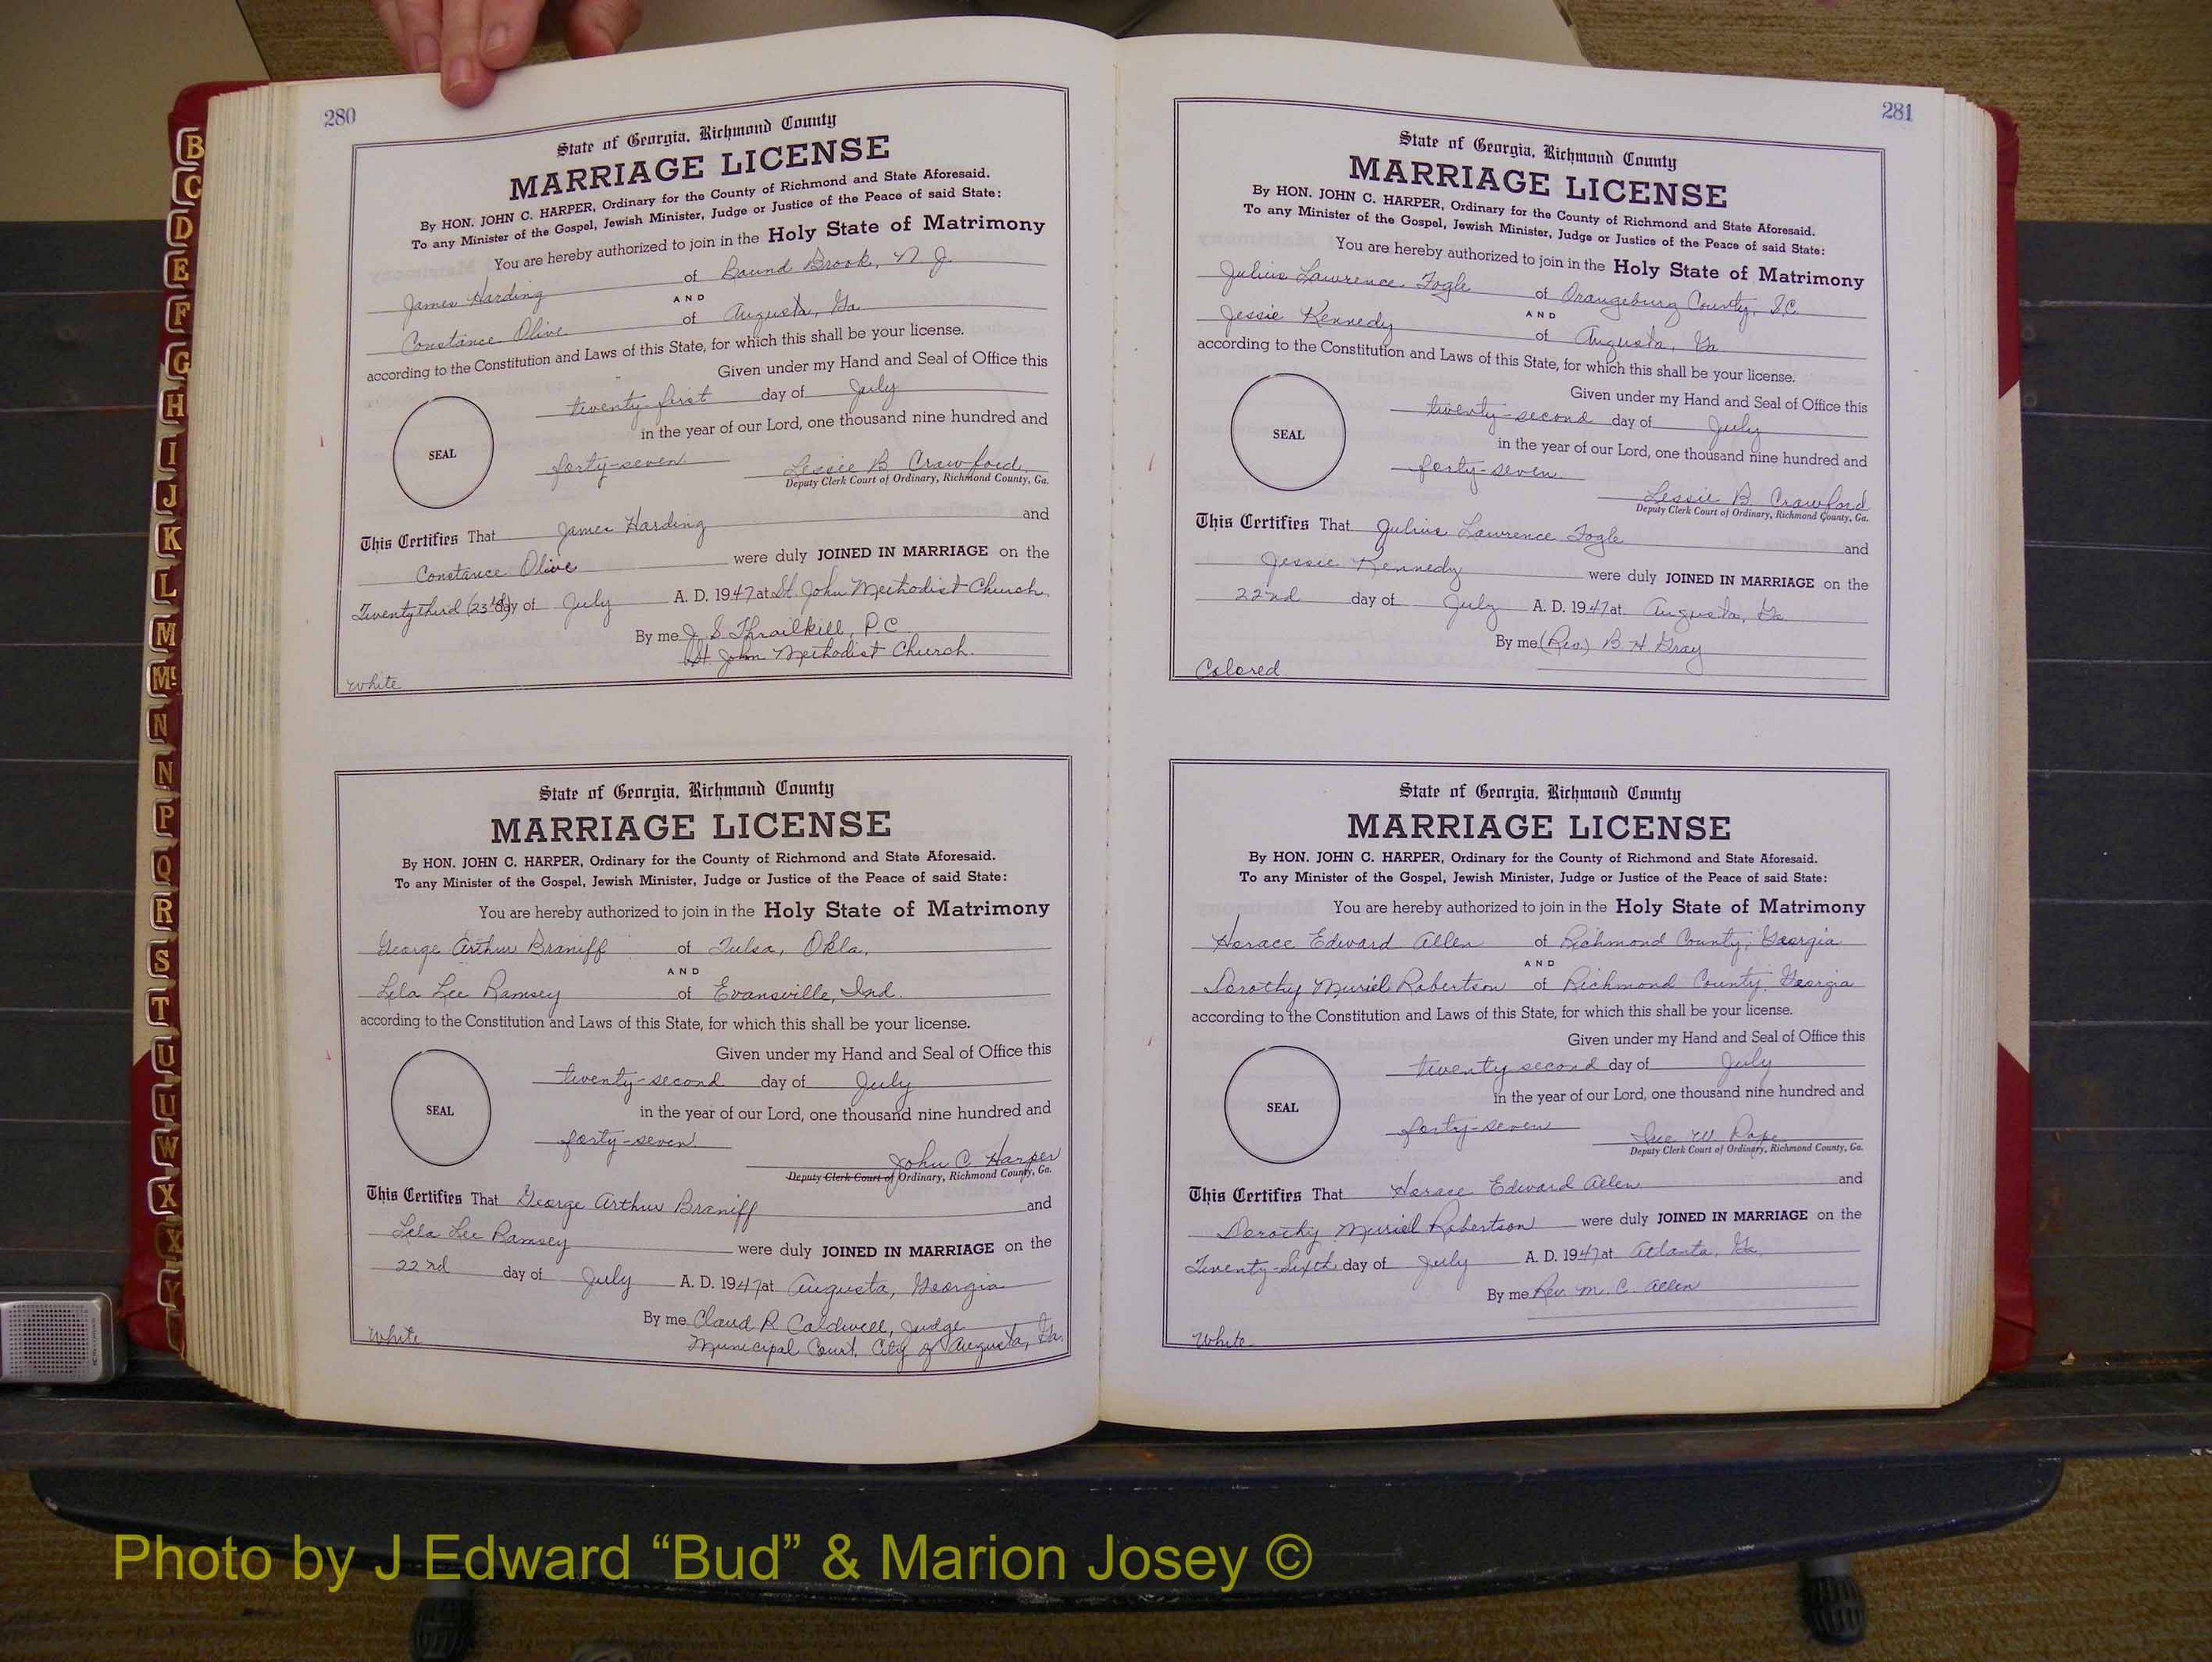 280
State of Georgia, Richmond County
MARRIAGE LICENSE
By HON. JOHN C. HARPER, Ordinary for the County of Richmond and State Aforesaid.
To any Minister of the Gospel, Jewish Minister, Judge or Justice of the Peace of said State:
You are hereby authorized to join in the Holy State of Matrimony
James Harding of Bound Brook, N. J.
AND
Constance Olive of Augusta, Ga.
according to the Constitution and Laws of this State, for which this shall be your license.
Given under my Hand and Seal of Office this
twenty-first day of July
in the year of our Lord, one thousand nine hundred and
SEAL
forty-seven Lessie B. Crawford
Deputy Clerk Court of Ordinary, Richmond County, Ga.
This Certifies That James Harding and
Constance Olive were duly JOINED IN MARRIAGE on the
Twenty third (23rd) day of July A. D. 1947 at St. John Methodist Church
By me J. S. Thrailkill, P.C
St. John Methodist Church.
White
State of Georgia, Richmond County
MARRIAGE LICENSE
By HON. JOHN C. HARPER, Ordinary for the County of Richmond and State Aforesaid.
To any Minister of the Gospel, Jewish Minister, Judge or Justice of the Peace of said State:
You are hereby authorized to join in the Holy State of Matrimony
George Arthur Braniff of Tulsa, Okla.
AND
Lela Lee Ramsey of Evansville, Ind.
according to the Constitution and Laws of this State, for which this shall be your license.
Given under my Hand and Seal of Office this
twenty-second day of July
in the year of our Lord, one thousand nine hundred and
SEAL
forty-seven John C. Harper
Deputy Clerk Court of Ordinary, Richmond County, Ga.
This Certifies That George Arthur Braniff and
Lela Lee Ramsey were duly JOINED IN MARRIAGE on the
22nd day of July A. D. 1947 at Augusta, Georgia
By me Claud R. Caldwell, Judge
Municipal Court, City of Augusta, Ga.
White
281
State of Georgia, Richmond County
MARRIAGE LICENSE
By HON. JOHN C. HARPER, Ordinary for the County of Richmond and State Aforesaid.
To any Minister of the Gospel, Jewish Minister, Judge or Justice of the Peace of said State:
You are hereby authorized to join in the Holy State of Matrimony
Julius Lawrence Fogle of Orangeburg County, S.C.
AND
Jessie Kennedy of Augusta, Ga
according to the Constitution and Laws of this State, for which this shall be your license.
Given under my Hand and Seal of Office this
twenty-second day of July
in the year of our Lord, one thousand nine hundred and
SEAL
forty-seven Lessie B. Crawford
Deputy Clerk Court of Ordinary, Richmond County, Ga.
This Certifies That Julius Lawrence Fogle and
Jessie Kennedy were duly JOINED IN MARRIAGE on the
22nd day of July A. D. 1947 at Augusta, Ga
By me (Rev.) B H Gray
Colored
State of Georgia, Richmond County
MARRIAGE LICENSE
By HON. JOHN C. HARPER, Ordinary for the County of Richmond and State Aforesaid.
To any Minister of the Gospel, Jewish Minister, Judge or Justice of the Peace of said State:
You are hereby authorized to join in the Holy State of Matrimony
Horace Edward Allen of Richmond County, Georgia
AND
Dorothy Muriel Robertson of Richmond County, Georgia
according to the Constitution and Laws of this State, for which this shall be your license.
Given under my Hand and Seal of Office this
twenty second day of July
in the year of our Lord, one thousand nine hundred and
SEAL
forty-seven Sue W. Pope
Deputy Clerk Court of Ordinary, Richmond County, Ga.
This Certifies That Horace Edward Allen and
Dorothy Muriel Robertson were duly JOINED IN MARRIAGE on the
Twenty-Sixth day of July A. D. 1947 at Atlanta, Ga.
By me Rev. M. C. Allen
White
B
C
D
E
F
G
H
I
J
K
L
M
Mc
N
N
P
Q
R
S
T
U
U
W
X
X
Y
Photo by J Edward “Bud” & Marion Josey ©